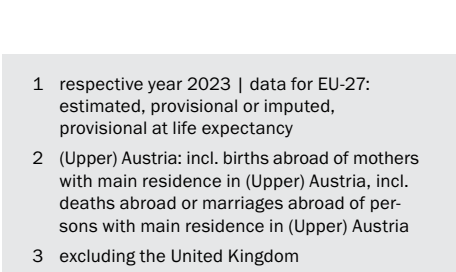 1 respective year 2023 | data for EU-27:
estimated, provisional or imputed,
provisional at life expectancy
2 (Upper) Austria: incl. births abroad of mothers
with main residence in (Upper) Austria, incl.
deaths abroad or marriages abroad of per-
sons with main residence in (Upper) Austria
3 excluding the United Kingdom